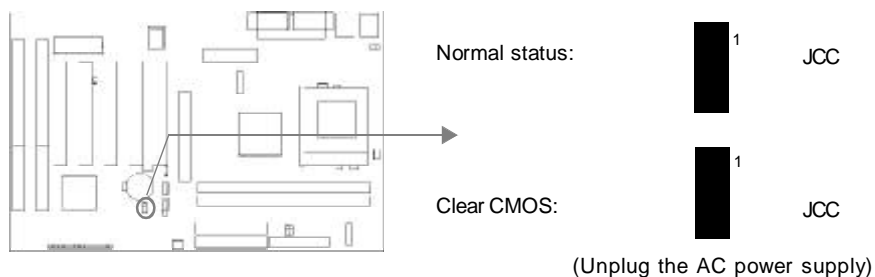 Normal status:
1
JCC
Clear CMOS:
1
JCC
(Unplug the AC power supply)